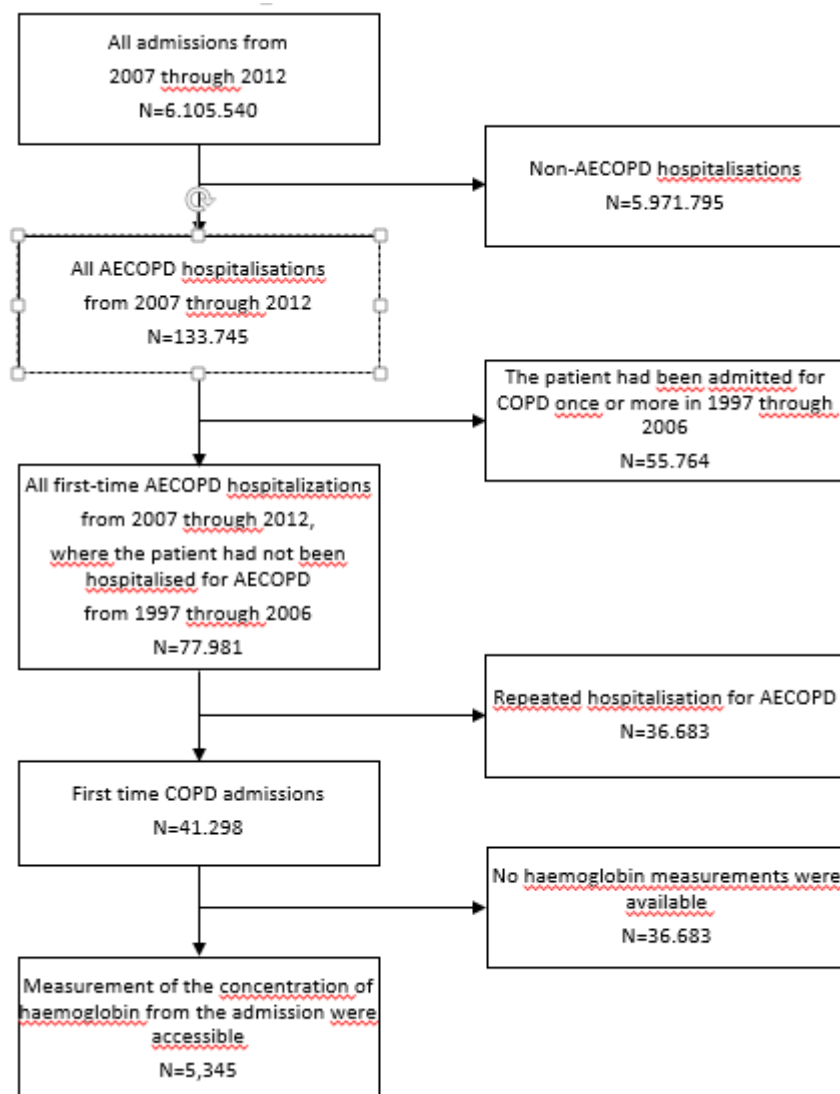 All admissions from
2007 through 2012
N=6.105.540
Non-AECOPD hospitalisations
N=5.971.795
All AECOPD hospitalisations
from 2007 through 2012
N=133.745
The patient had been admitted for
COPD once or more in 1997 through
2006
N=55.764
All first-time AECOPD hospitalizations
from 2007 through 2012,
where the patient had not been
hospitalised for AECOPD
from 1997 through 2006
N=77.981
Repeated hospitalisation for AECOPD
N=36.683
First time COPD admissions
N=41.298
No haemoglobin measurements were
available
N=36.683
Measurement of the concentration of
haemoglobin from the admission were
accessible
N=5,345